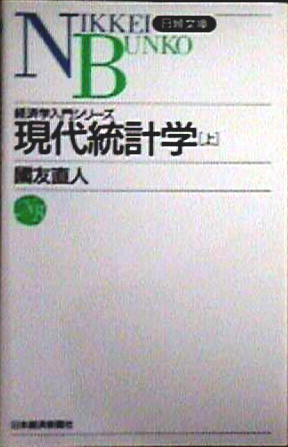 NIKKEI
日経文庫
BUNKO
経済学入門シリーズ
現代統計学[上]
國友直人
日本経済新聞社